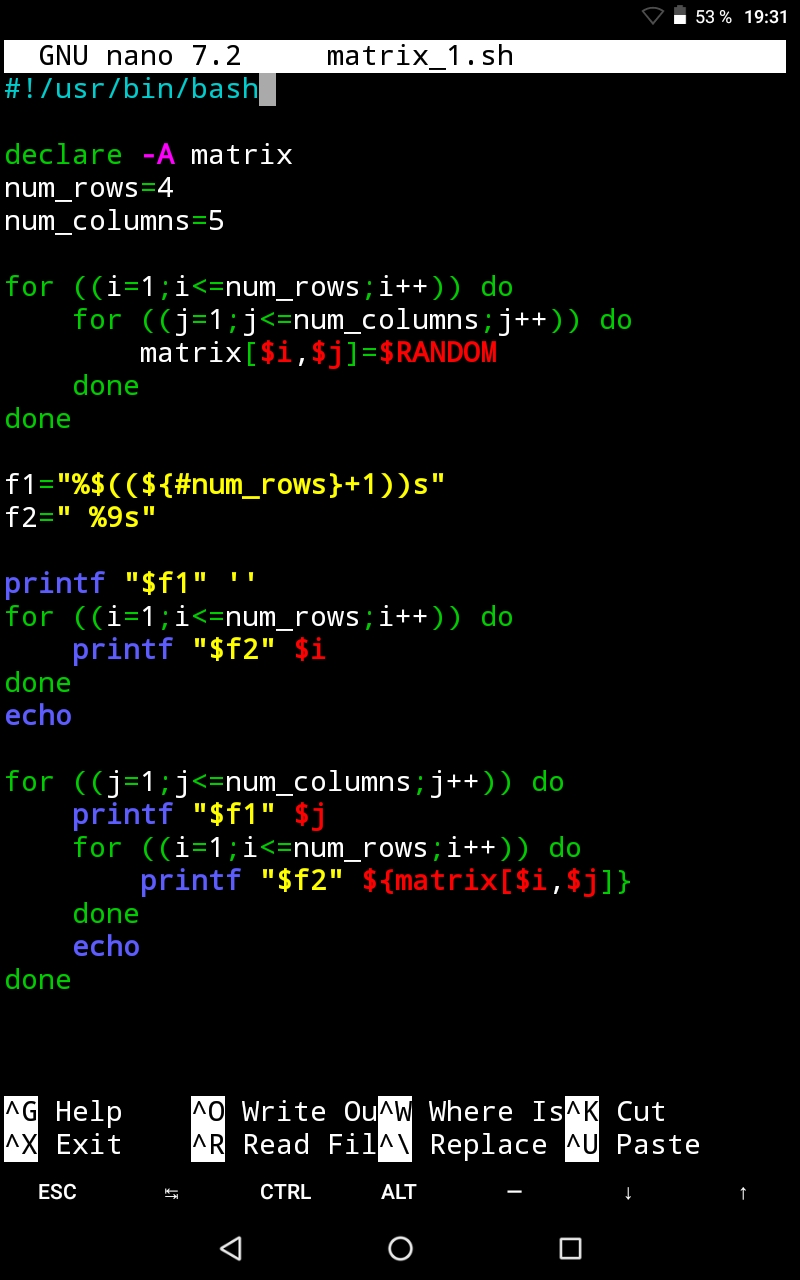 53 % 19:31
GNU nano 7.2 matrix_1.sh
#!/usr/bin/bash

declare -A matrix
num_rows=4
num_columns=5

for ((i=1;i<=num_rows;i++)) do
    for ((j=1;j<=num_columns;j++)) do
        matrix[$i,$j]=$RANDOM
    done
done

f1="%$((${#num_rows}+1))s"
f2=" %9s"

printf "$f1" ''
for ((i=1;i<=num_rows;i++)) do
    printf "$f2" $i
done
echo

for ((j=1;j<=num_columns;j++)) do
    printf "$f1" $j
    for ((i=1;i<=num_rows;i++)) do
        printf "$f2" ${matrix[$i,$j]}
    done
    echo
done

^G Help ^O Write Ou^W Where Is^K Cut
^X Exit ^R Read Fil^\ Replace ^U Paste
ESC ↹ CTRL ALT — ↓ ↑